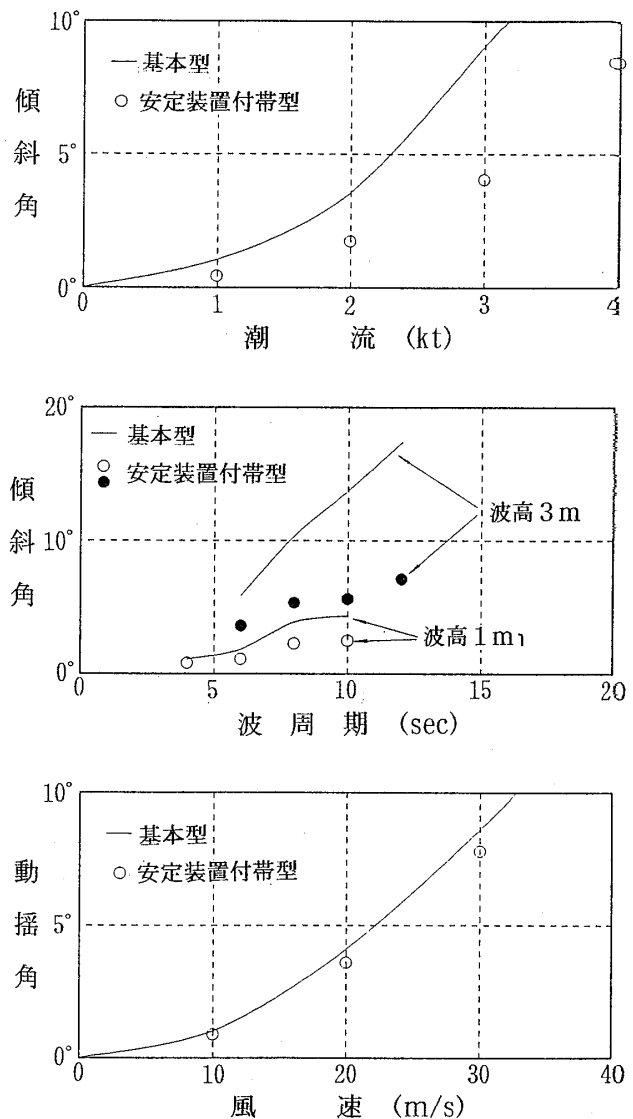 10°
— 基本型
○ 安定装置付帯型
傾斜角
5°
0°
0 1 2 3 4
潮流 (kt)
20°
— 基本型
○ ● 安定装置付帯型
傾斜角
波高3m
10°
波高1m
0°
0 5 10 15 20
波周期 (sec)
10°
— 基本型
○ 安定装置付帯型
動揺角
5°
0°
0 10 20 30 40
風速 (m/s)